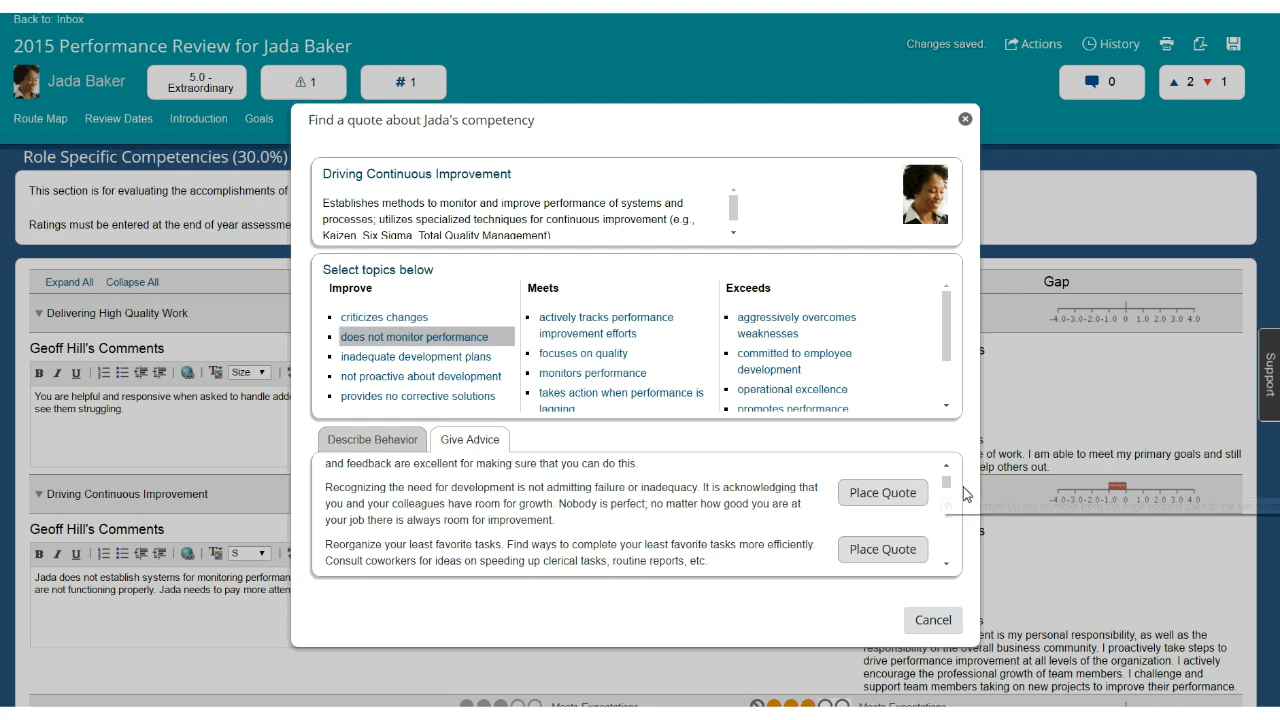 Back to: Inbox
2015 Performance Review for Jada Baker
Changes saved.
Actions
History
Jada Baker
5.0 -
Extraordinary
1
# 1
0
2
1
Route Map
Review Dates
Introduction
Goals
Role Specific Competencies (30.0%)
This section is for evaluating the accomplishments of
Ratings must be entered at the end of year assessme
Expand All
Collapse All
Gap
Delivering High Quality Work
-4.0-3.0-2.0-1.0 0 1.0 2.0 3.0 4.0
Geoff Hill's Comments
B I U
Size
You are helpful and responsive when asked to handle add
see them struggling.
e of work. I am able to meet my primary goals and still
elp others out.
Driving Continuous Improvement
-4.0-3.0-2.0-1.0 0 1.0 2.0 3.0 4.0
Geoff Hill's Comments
B I U
S
Jada does not establish systems for monitoring performan
are not functioning properly. Jada needs to pay more atten
ent is my personal responsibility, as well as the
responsibility of the overall business community. I proactively take steps to
drive performance improvement at all levels of the organization. I actively
encourage the professional growth of team members. I challenge and
support team members taking on new projects to improve their performance.
Meets Expectations
Meets Expectations
Support
Find a quote about Jada's competency
Driving Continuous Improvement
Establishes methods to monitor and improve performance of systems and
processes; utilizes specialized techniques for continuous improvement (e.g.,
Kaizen, Six Sigma, Total Quality Management)
Select topics below
Improve
criticizes changes
does not monitor performance
inadequate development plans
not proactive about development
provides no corrective solutions
Meets
actively tracks performance
improvement efforts
focuses on quality
monitors performance
takes action when performance is
lagging
Exceeds
aggressively overcomes
weaknesses
committed to employee
development
operational excellence
promotes performance
Describe Behavior
Give Advice
and feedback are excellent for making sure that you can do this.
Recognizing the need for development is not admitting failure or inadequacy. It is acknowledging that
you and your colleagues have room for growth. Nobody is perfect; no matter how good you are at
your job there is always room for improvement.
Place Quote
Reorganize your least favorite tasks. Find ways to complete your least favorite tasks more efficiently.
Consult coworkers for ideas on speeding up clerical tasks, routine reports, etc.
Place Quote
Cancel